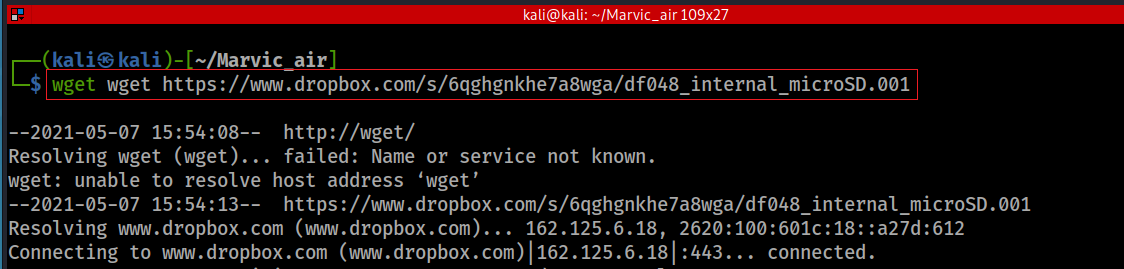 kali@kali: ~/Marvic_air 109x27
┌──(kali㉿kali)-[~/Marvic_air]
└─$ wget wget https://www.dropbox.com/s/6qghgnkhe7a8wga/df048_internal_microSD.001
--2021-05-07 15:54:08--  http://wget/
Resolving wget (wget)... failed: Name or service not known.
wget: unable to resolve host address ‘wget’
--2021-05-07 15:54:13--  https://www.dropbox.com/s/6qghgnkhe7a8wga/df048_internal_microSD.001
Resolving www.dropbox.com (www.dropbox.com)... 162.125.6.18, 2620:100:601c:18::a27d:612
Connecting to www.dropbox.com (www.dropbox.com)|162.125.6.18|:443... connected.